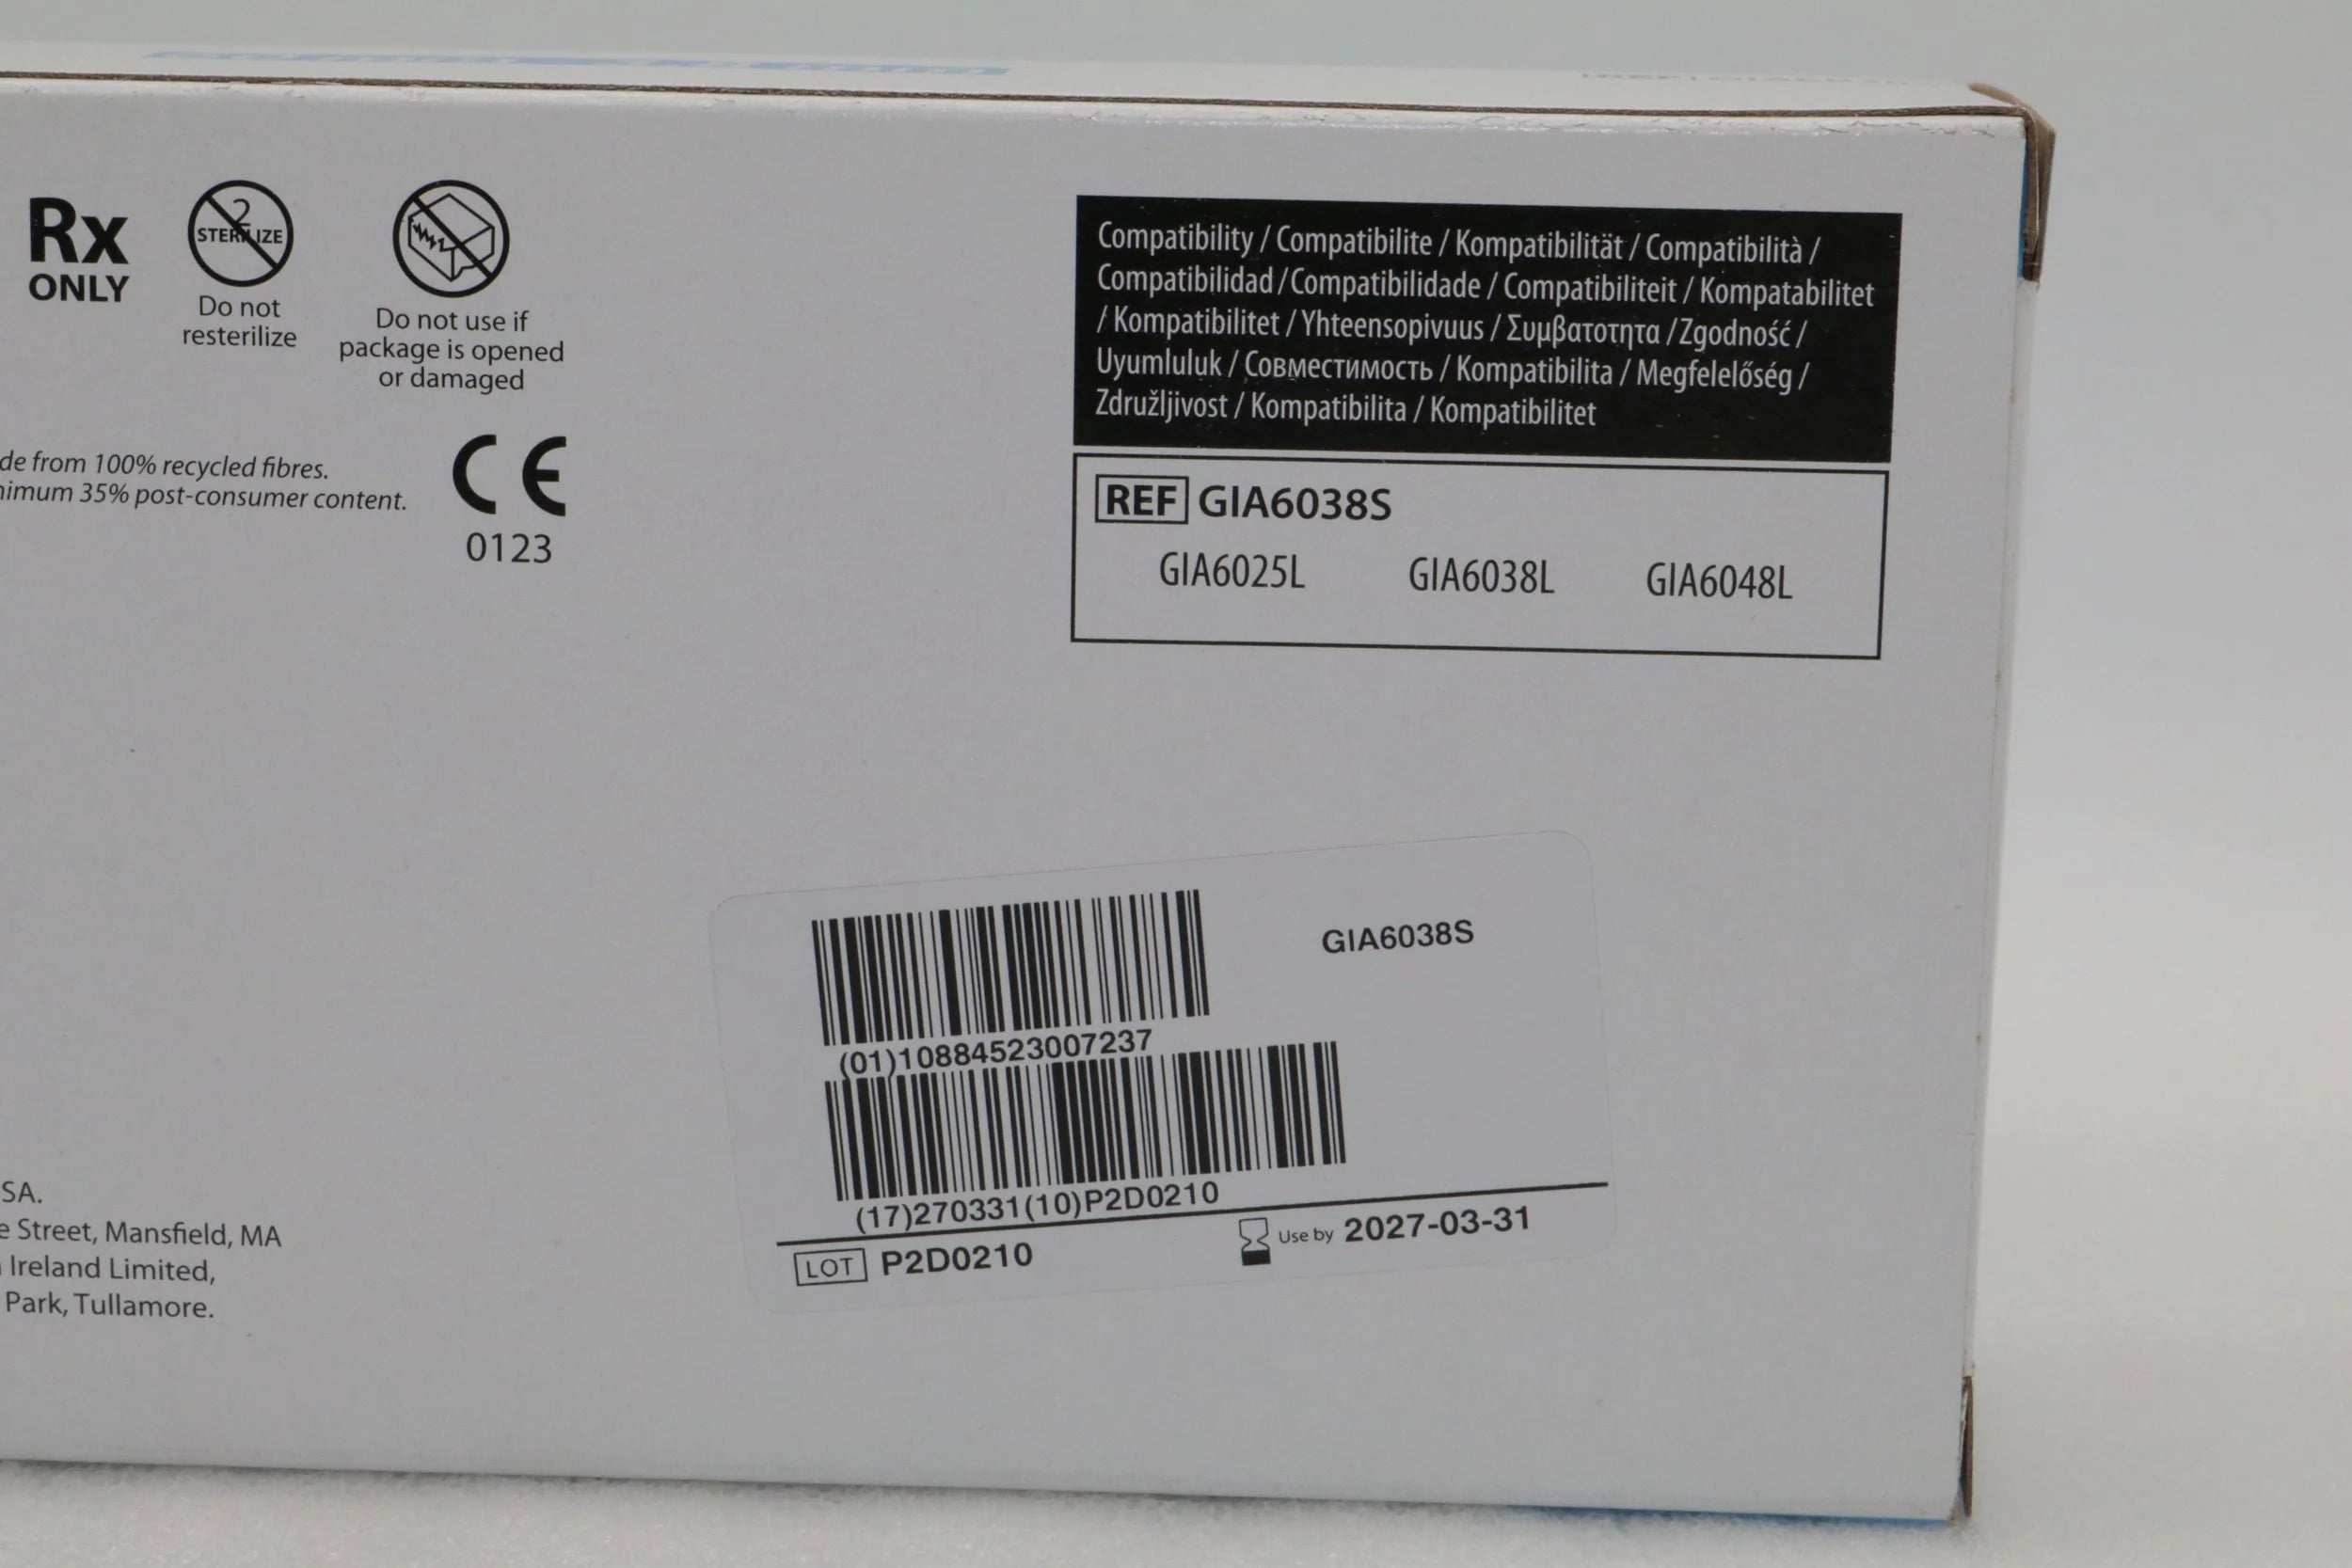 Rx
ONLY
2
STERILIZE
Do not
resterilize
Do not use if
package is opened
or damaged
from 100% recycled fibres.
35% post-consumer content.
CE
0123
Compatibility / Compatibilite / Kompatibilität / Compatibilità /
Compatibilidad / Compatibilidade / Compatibiliteit / Kompatabilitet
/ Kompatibilitet / Yhteensopivuus / Συμβατοτητα / Zgodność /
Uyumluluk / Совместимость / Kompatibilita / Megfelelőség /
Združljivost / Kompatibilita / Kompatibilitet
REF GIA6038S
GIA6025L GIA6038L GIA6048L
GIA6038S
(01)10884523007237
(17)270331(10)P2D0210
LOT P2D0210
Use by 2027-03-31
SA.
Street, Mansfield, MA
Ireland Limited,
Park, Tullamore.